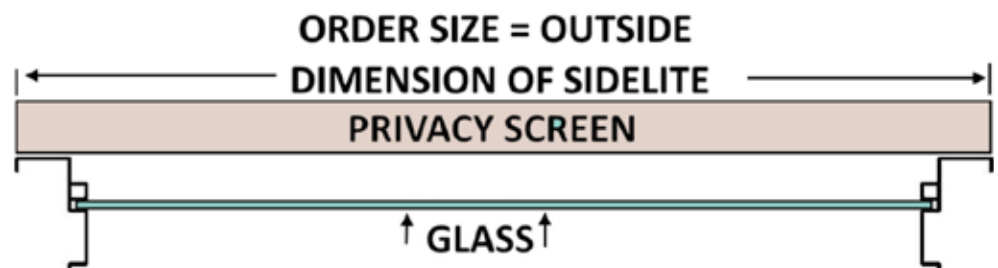 ORDER SIZE = OUTSIDE
DIMENSION OF SIDELITE
PRIVACY SCREEN
GLASS